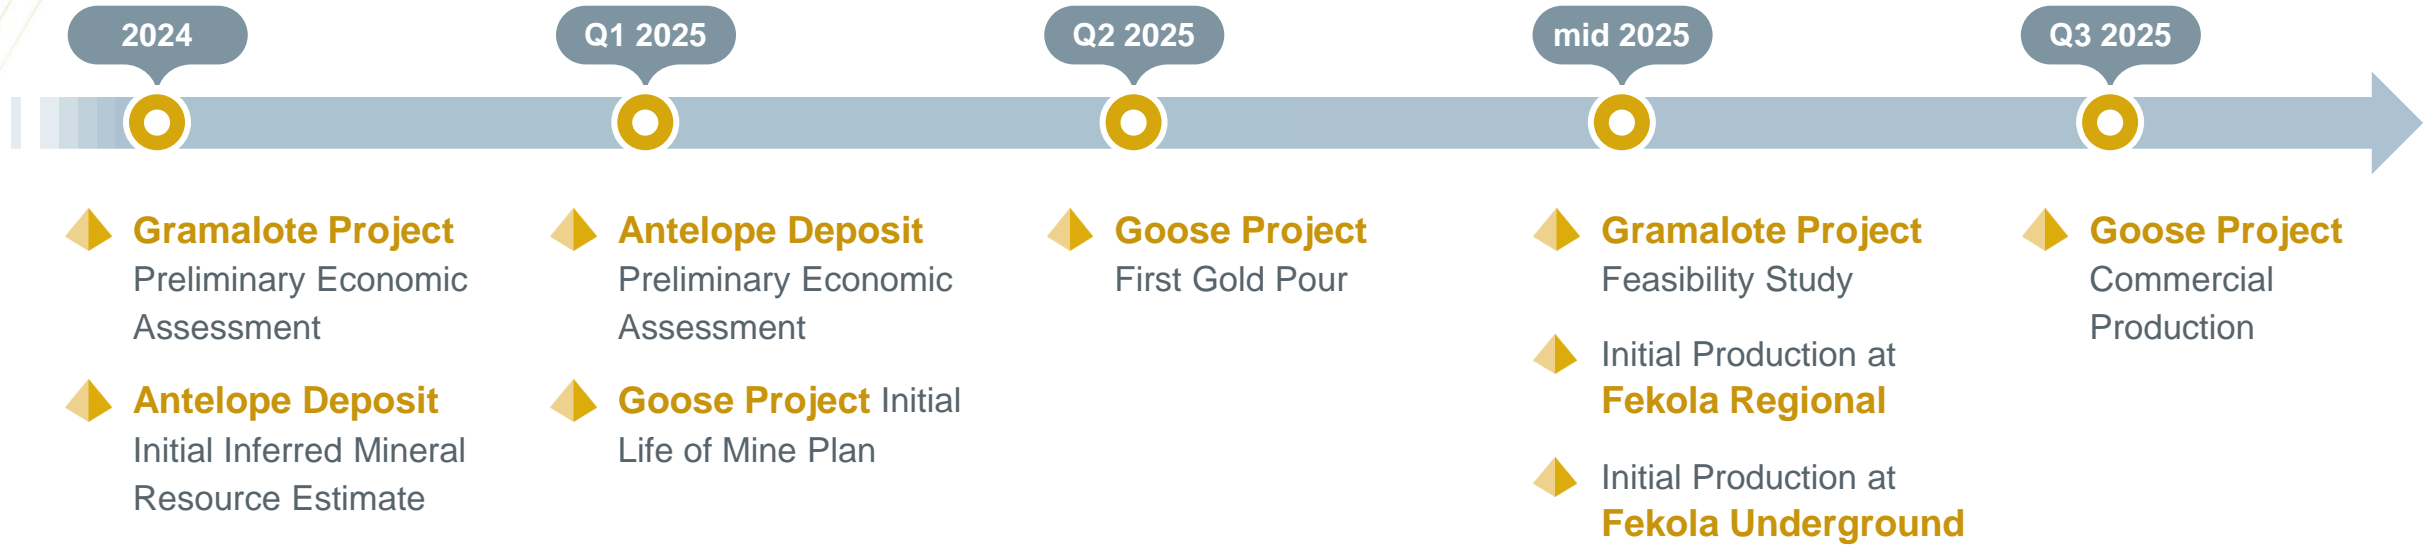 2024
Q1 2025
Q2 2025
mid 2025
Q3 2025
Gramalote Project
Preliminary Economic
Assessment
Antelope Deposit
Initial Inferred Mineral
Resource Estimate
Antelope Deposit
Preliminary Economic
Assessment
Goose Project Initial
Life of Mine Plan
Goose Project
First Gold Pour
Gramalote Project
Feasibility Study
Initial Production at
Fekola Regional
Initial Production at
Fekola Underground
Goose Project
Commercial
Production